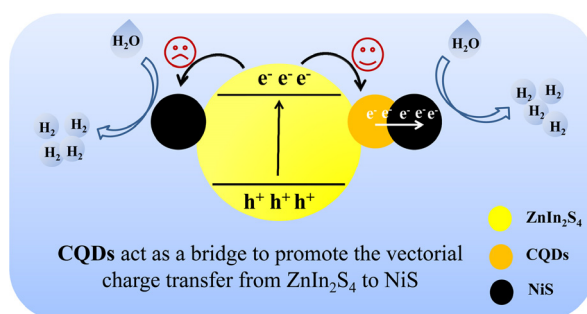 H₂O
H₂O
e⁻ e⁻ e⁻
e⁻ e⁻ e⁻ e⁻ e⁻
H₂ H₂
H₂ H₂
H₂ H₂
H₂ H₂
H₂
h⁺ h⁺ h⁺
ZnIn₂S₄
CQDs
NiS
CQDs act as a bridge to promote the vectorial
charge transfer from ZnIn₂S₄ to NiS